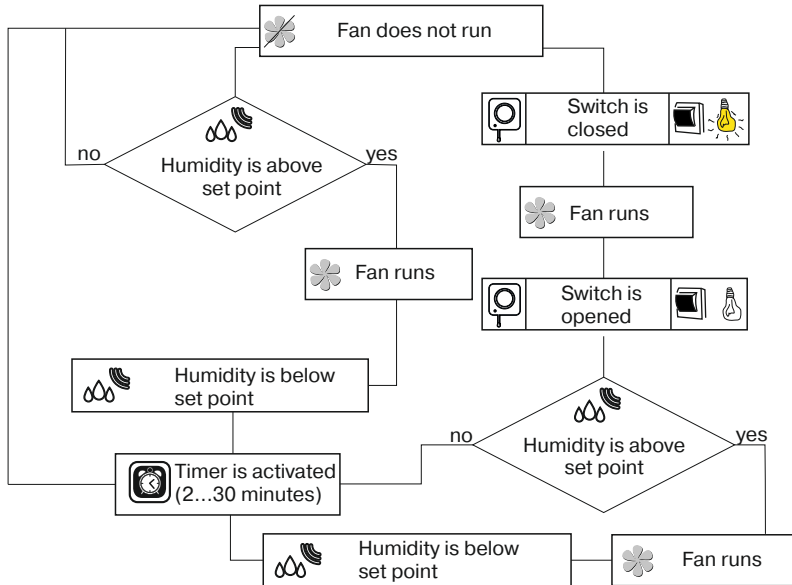 Fan does not run
Switch is
closed
Humidity is above
set point
no
yes
Fan runs
Fan runs
Switch is
opened
Humidity is below
set point
Humidity is above
set point
no
yes
Timer is activated
(2...30 minutes)
Humidity is below
set point
Fan runs